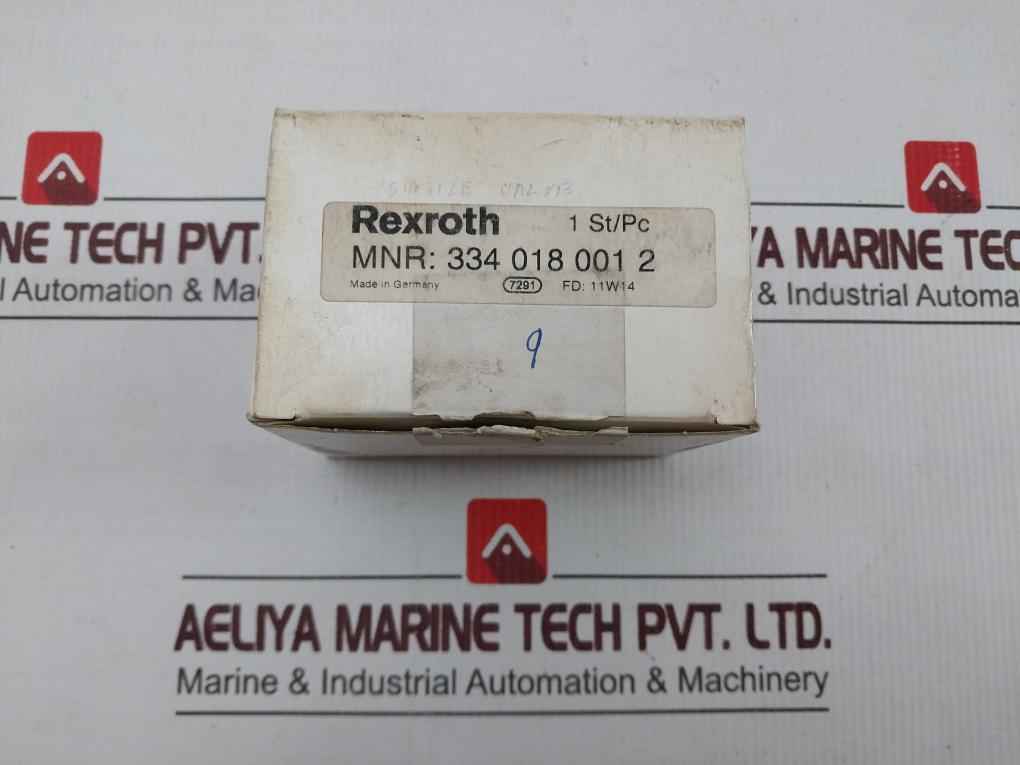 Rexroth 1 St/Pc
MNR: 334 018 001 2
Made in Germany 7291 FD: 11W14
9
NE TECH PVT.
l Automation & Ma
YA MARINE T
& Industrial Automa
AELIYA MARINE TECH PVT. LTD.
Marine & Industrial Automation & Machinery